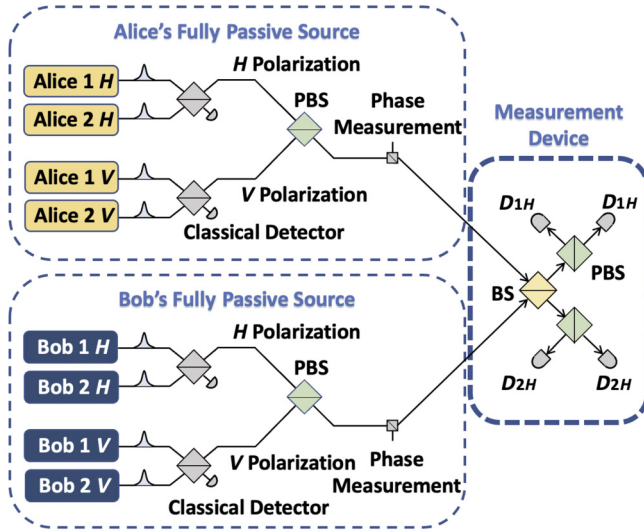 Alice's Fully Passive Source
Alice 1 H
Alice 2 H
H Polarization
PBS
Phase
Measurement
Alice 1 V
Alice 2 V
V Polarization
Classical Detector
Measurement
Device
D1H
D1H
PBS
BS
D2H
D2H
Bob's Fully Passive Source
Bob 1 H
Bob 2 H
H Polarization
PBS
Bob 1 V
Bob 2 V
V Polarization
Phase
Measurement
Classical Detector